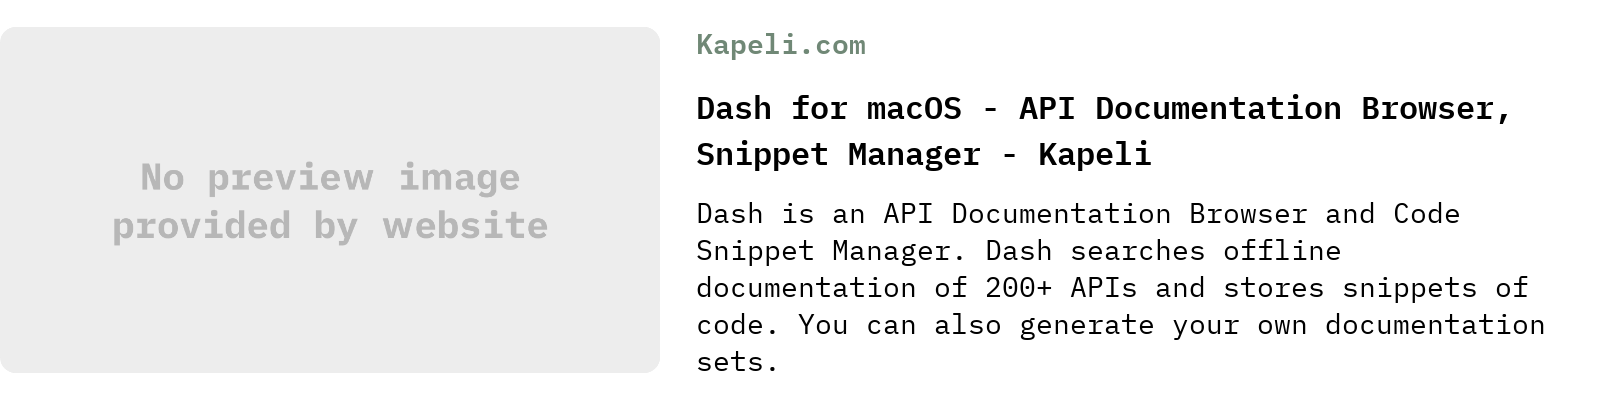 No preview image
provided by website
Kapeli.com
Dash for macOS - API Documentation Browser,
Snippet Manager - Kapeli
Dash is an API Documentation Browser and Code
Snippet Manager. Dash searches offline
documentation of 200+ APIs and stores snippets of
code. You can also generate your own documentation
sets.